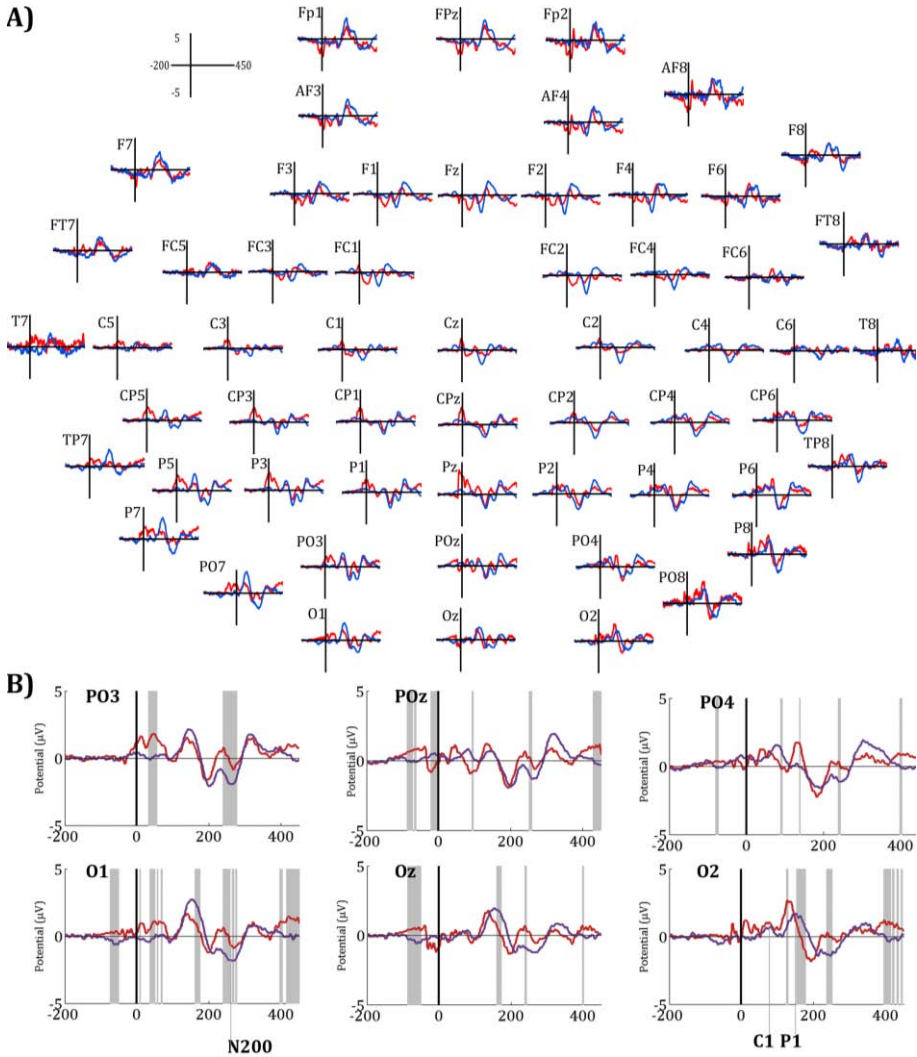 A)
Fp1 FPz Fp2
5
-200 450
-5
AF8
AF3 AF4
F7 F8
F3 F1 Fz F2 F4 F6
FT7 FT8
FC5 FC3 FC1 FC2 FC4 FC6
T7 C5 C3 C1 Cz C2 C4 C6 T8
CP5 CP3 CP1 CPz CP2 CP4 CP6
TP7 TP8
P5 P3 P1 Pz P2 P4 P6
P7 P8
PO7 PO3 POz PO4 PO8
O1 Oz O2
B)
PO3
5
Potential (µV)
0
-5
-200 0 200 400
POz
5
Potential (µV)
0
-5
-200 0 200 400
PO4
5
Potential (µV)
0
-5
-200 0 200 400
O1
5
Potential (µV)
0
-5
-200 0 200 400
N200
Oz
5
Potential (µV)
0
-5
-200 0 200 400
O2
5
Potential (µV)
0
-5
-200 0 200 400
C1 P1